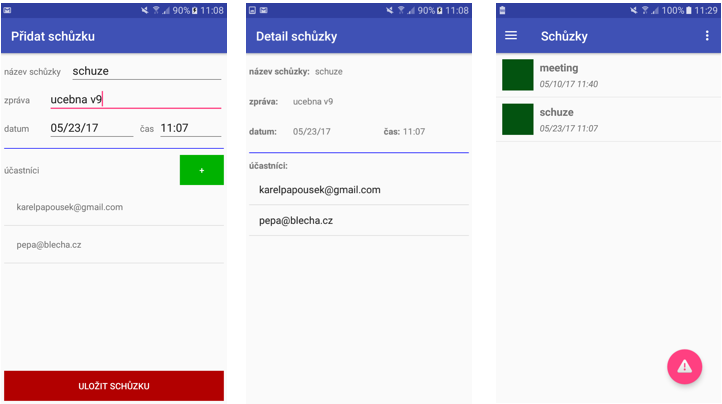 90% 11:08
Přidat schůzku
název schůzky schuze
zpráva ucebna v9
datum 05/23/17 čas 11:07
účastníci +
karelpapousek@gmail.com
pepa@blecha.cz
ULOŽIT SCHŮZKU
90% 11:08
Detail schůzky
název schůzky: schuze
zpráva: ucebna v9
datum: 05/23/17 čas: 11:07
účastníci:
karelpapousek@gmail.com
pepa@blecha.cz
100% 11:29
Schůzky
meeting
05/10/17 11:40
schuze
05/23/17 11:07